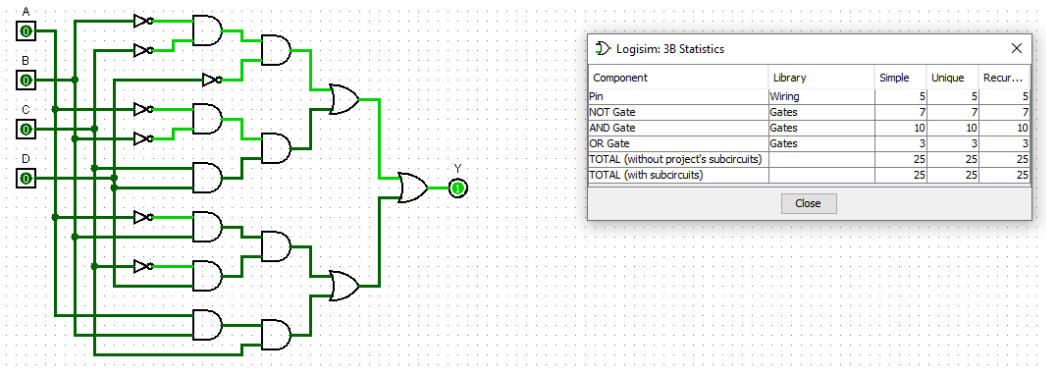 A
0
B
0
C
0
D
0
Y
1
Logisim: 3B Statistics
Component Library Simple Unique Recur...
Pin Wiring 5 5 5
NOT Gate Gates 7 7 7
AND Gate Gates 10 10 10
OR Gate Gates 3 3 3
TOTAL (without project's subcircuits) 25 25 25
TOTAL (with subcircuits) 25 25 25
Close